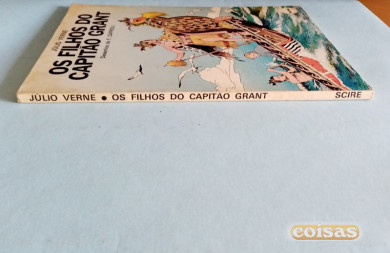 JÚLIO VERNE
OS FILHOS DO
CAPITÃO GRANT
JÚLIO VERNE • OS FILHOS DO CAPITÃO GRANT SCIRE
coisas